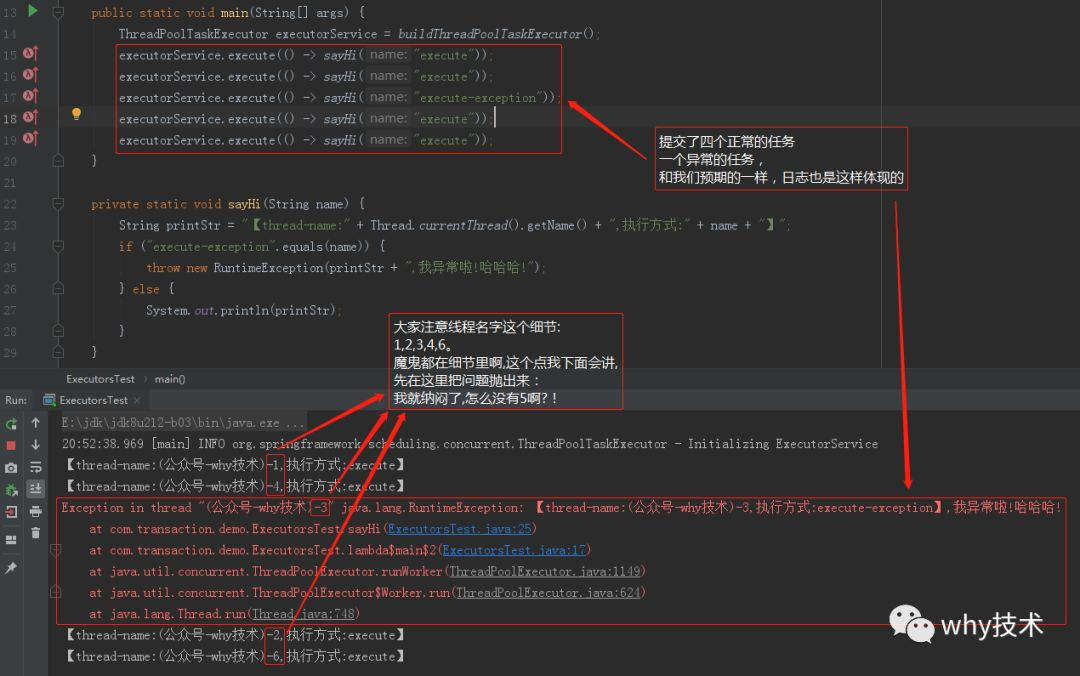 13 public static void main(String[] args) {
14 ThreadPoolTaskExecutor executorService = buildThreadPoolTaskExecutor();
15 executorService.execute(() -> sayHi( name: "execute"));
16 executorService.execute(() -> sayHi( name: "execute"));
17 executorService.execute(() -> sayHi( name: "execute-exception"));
18 executorService.execute(() -> sayHi( name: "execute"));
19 executorService.execute(() -> sayHi( name: "execute"));
20 }
提交了四个正常的任务
一个异常的任务，
和我们预期的一样，日志也是这样体现的
21
22 private static void sayHi(String name) {
23 String printStr = "【thread-name:" + Thread.currentThread().getName() + ",执行方式:" + name + "】";
24 if ("execute-exception".equals(name)) {
25 throw new RuntimeException(printStr + ",我异常啦!哈哈哈!");
26 } else {
27 System.out.println(printStr);
28 }
29 }
大家注意线程名字这个细节:
1,2,3,4,6。
魔鬼都在细节里啊,这个点我下面会讲,
先在这里把问题抛出来：
我就纳闷了,怎么没有5啊?！
ExecutorsTest › main()
Run: ExecutorsTest ×
E:\jdk\jdk8u212-b03\bin\java.exe ...
20:52:38.969 [main] INFO org.springframework.scheduling.concurrent.ThreadPoolTaskExecutor - Initializing ExecutorService
【thread-name:(公众号-why技术)-1,执行方式:execute】
【thread-name:(公众号-why技术)-4,执行方式:execute】
Exception in thread "(公众号-why技术)-3" java.lang.RuntimeException: 【thread-name:(公众号-why技术)-3,执行方式:execute-exception】,我异常啦!哈哈哈!
at com.transaction.demo.ExecutorsTest.sayHi(ExecutorsTest.java:25)
at com.transaction.demo.ExecutorsTest.lambda$main$2(ExecutorsTest.java:17)
at java.util.concurrent.ThreadPoolExecutor.runWorker(ThreadPoolExecutor.java:1149)
at java.util.concurrent.ThreadPoolExecutor$Worker.run(ThreadPoolExecutor.java:624)
at java.lang.Thread.run(Thread.java:748)
【thread-name:(公众号-why技术)-2,执行方式:execute】
【thread-name:(公众号-why技术)-6,执行方式:execute】
why技术